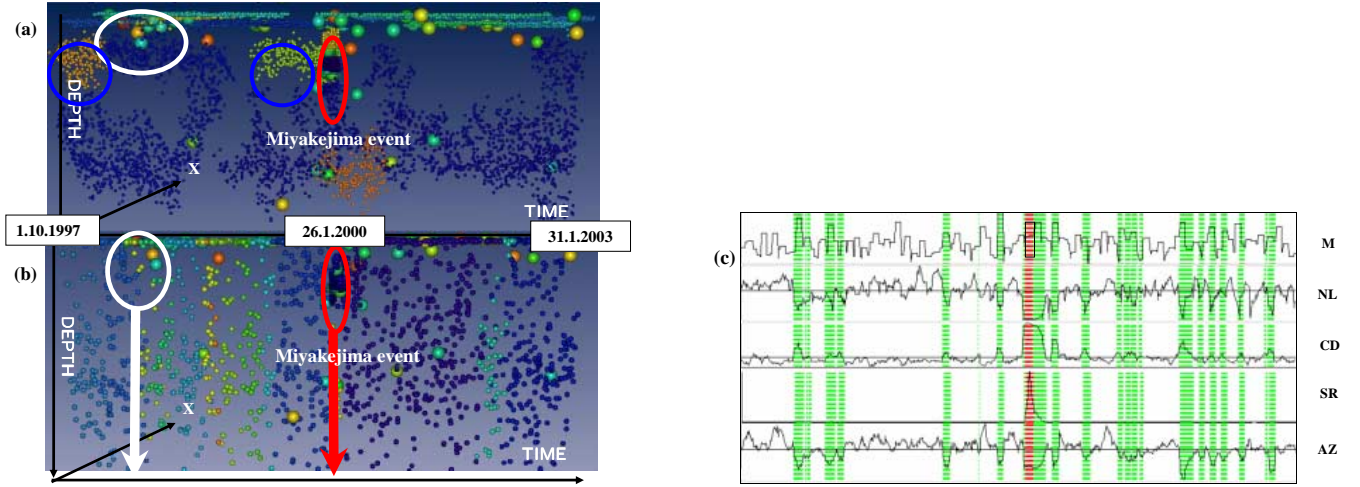 (a)
DEPTH
Miyakejima event
X
TIME
1.10.1997
26.1.2000
31.1.2003
(b)
DEPTH
Miyakejima event
X
TIME
(c)
M
NL
CD
SR
AZ